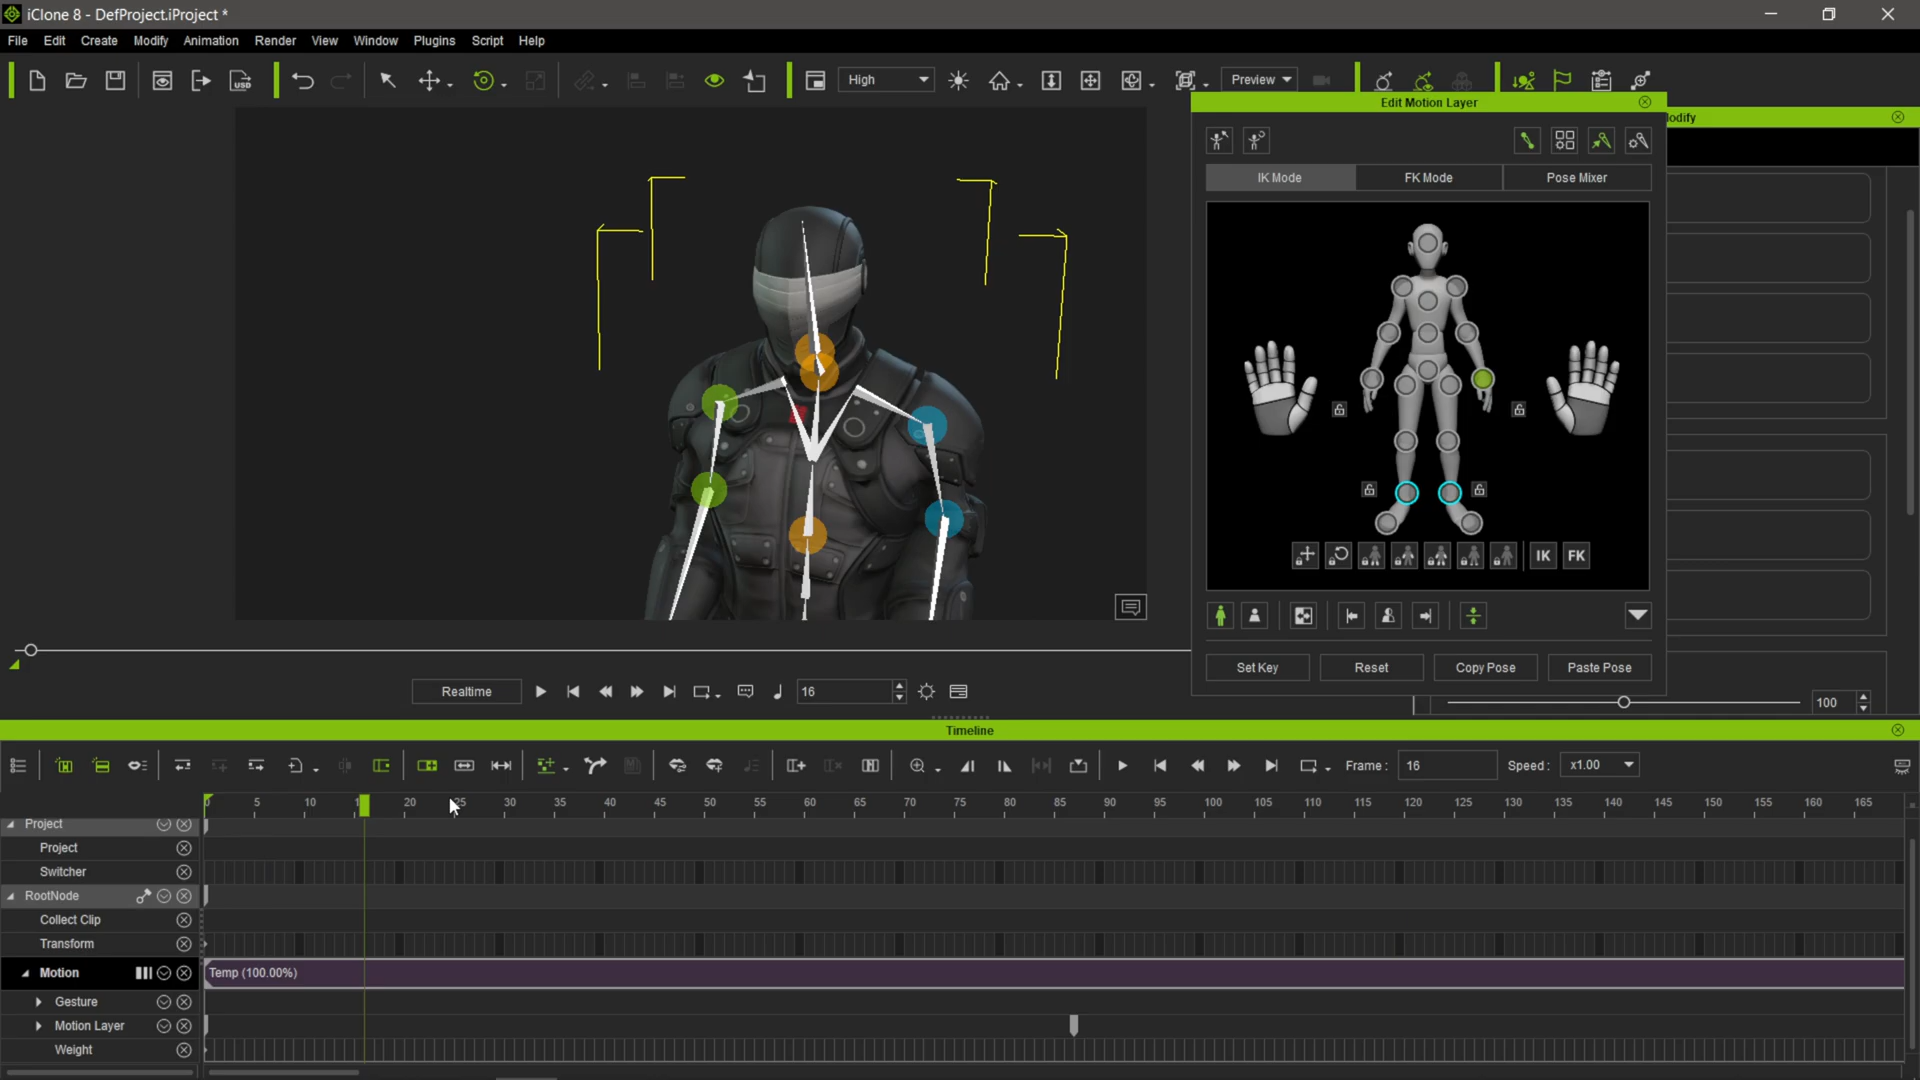 iClone 8 - DefProject.iProject *
File Edit Create Modify Animation Render View Window Plugins Script Help
USD High Preview
Edit Motion Layer
Modify
IK Mode FK Mode Pose Mixer
IK FK
Set Key Reset Copy Pose Paste Pose
Realtime 16
100
Timeline
Frame : 16 Speed : x1.00
0 5 10 20 25 30 35 40 45 50 55 60 65 70 75 80 85 90 95 100 105 110 115 120 125 130 135 140 145 150 155 160 165
Project
Project
Switcher
RootNode
Collect Clip
Transform
Motion Temp (100.00%)
Gesture
Motion Layer
Weight